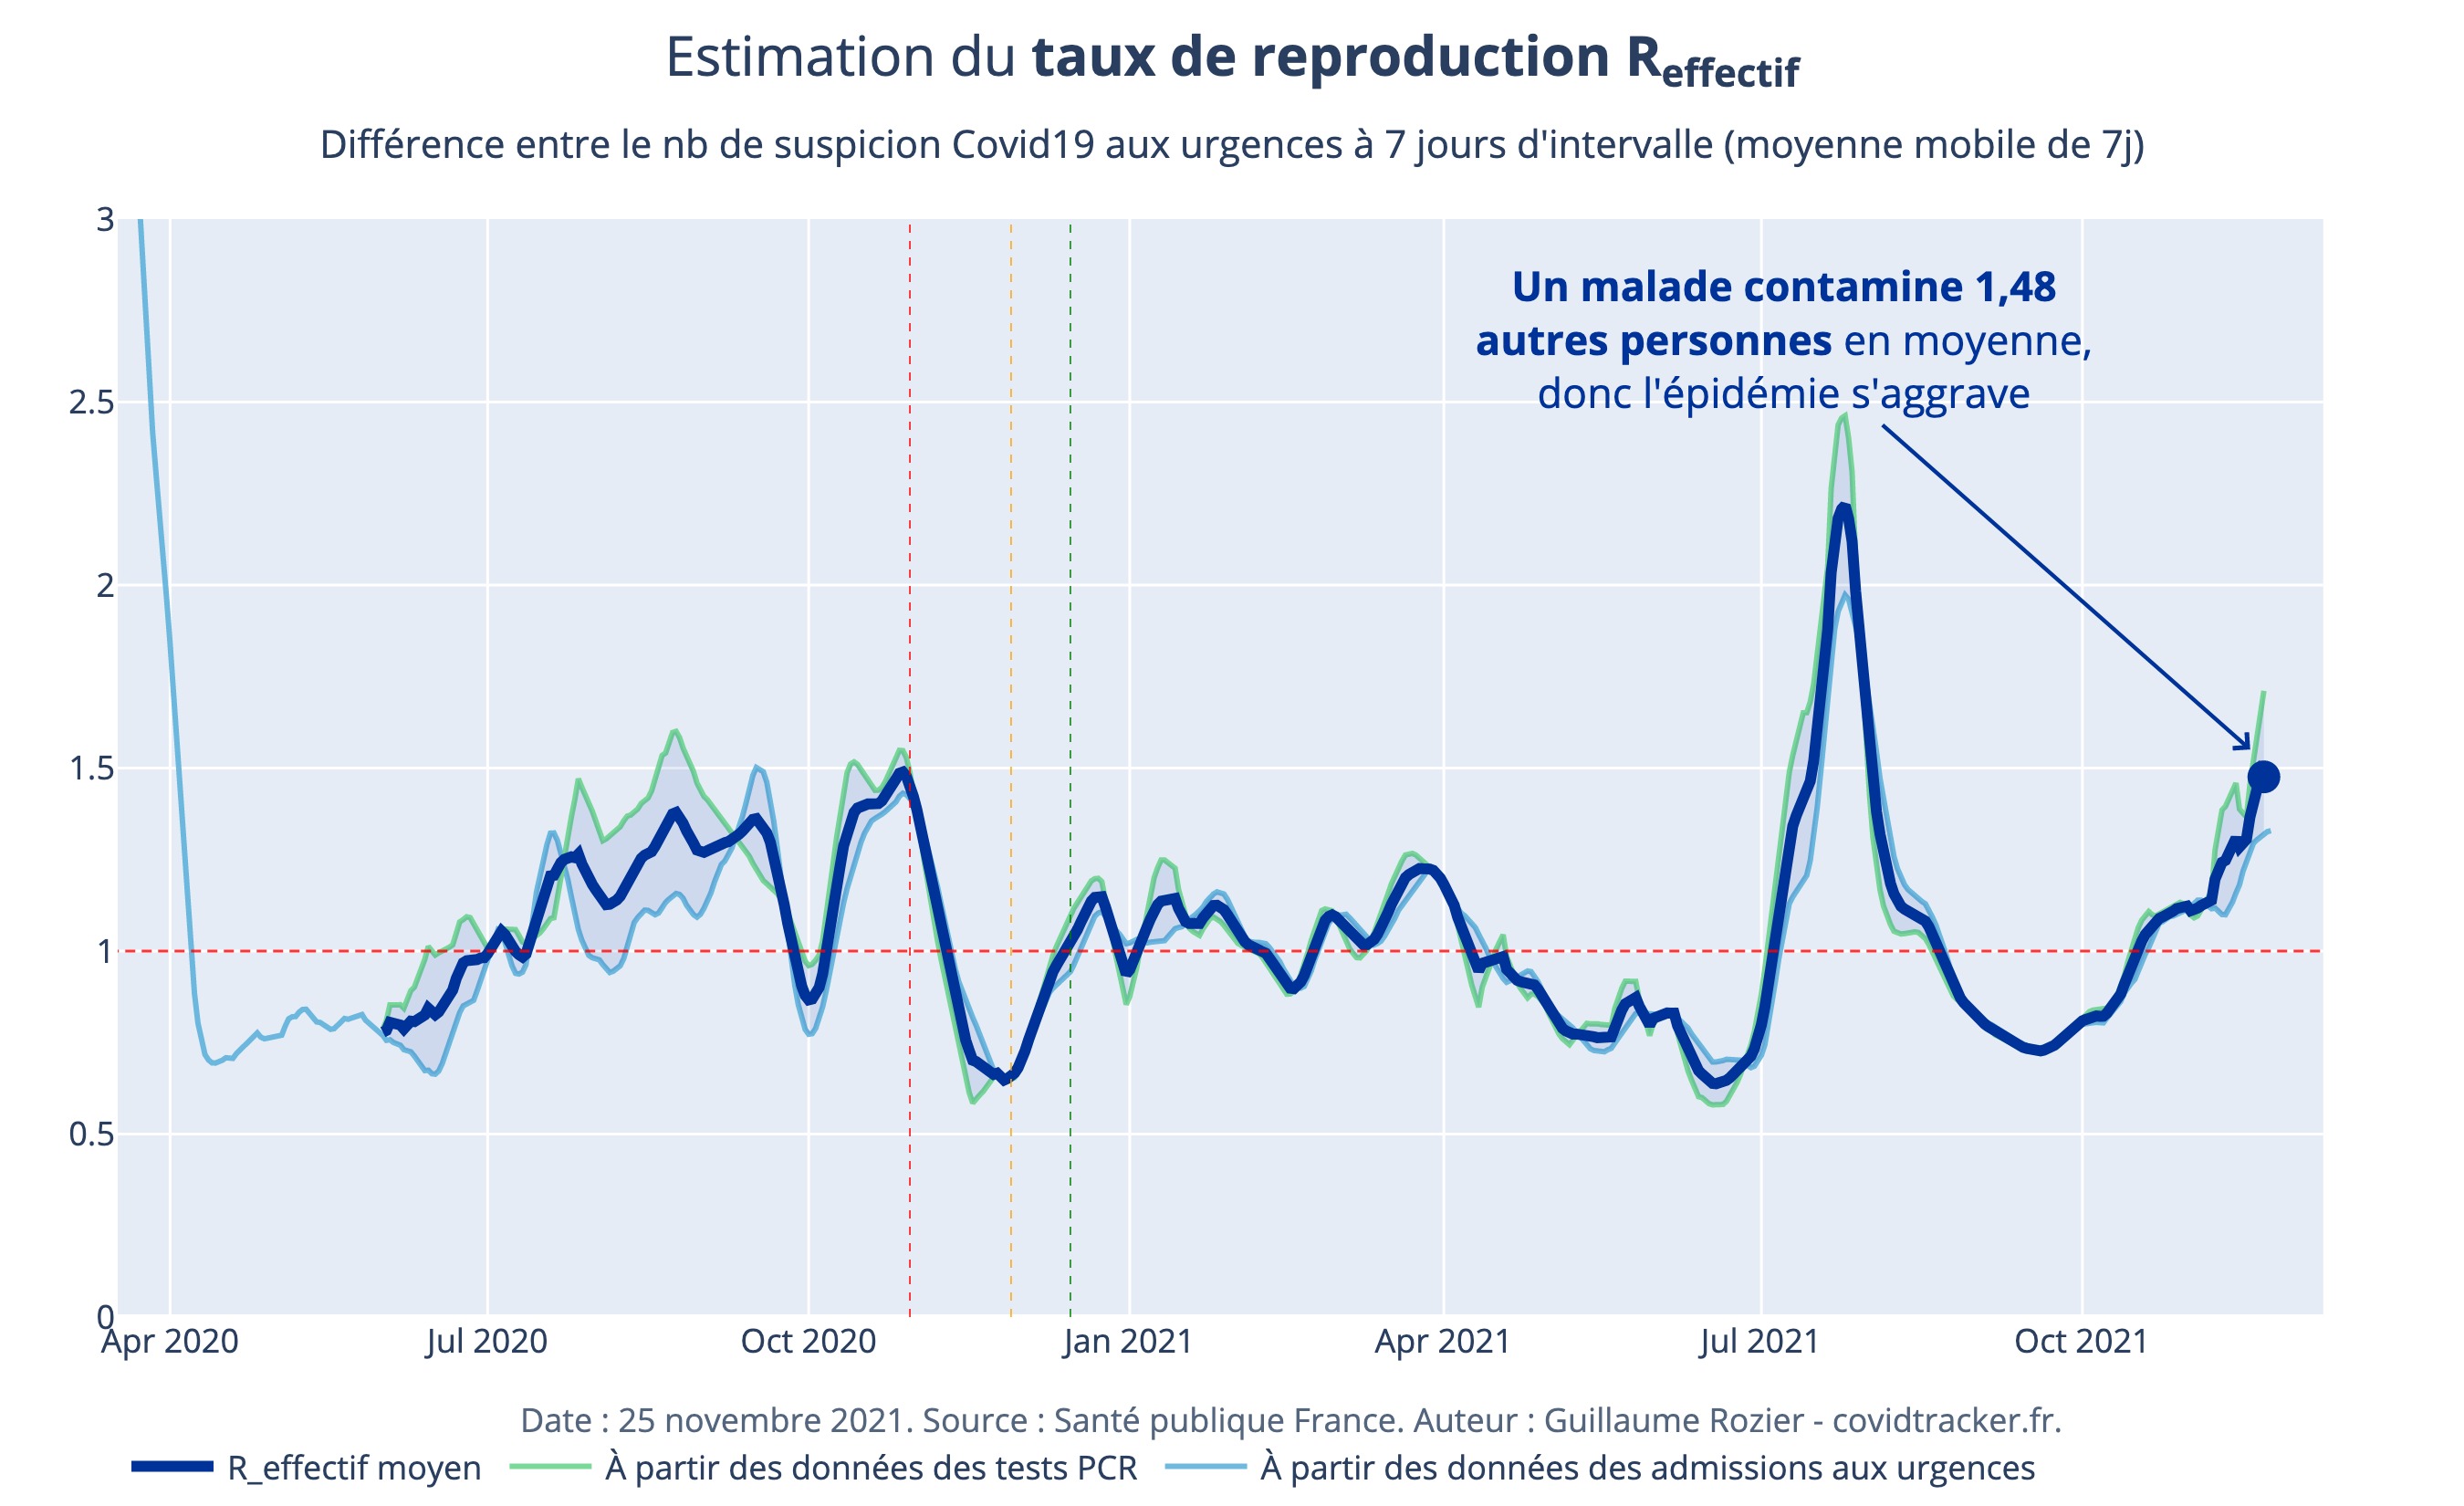 Estimation du taux de reproduction Reffectif
Différence entre le nb de suspicion Covid19 aux urgences à 7 jours d'intervalle (moyenne mobile de 7j)
3
2.5
2
1.5
1
0.5
0
Un malade contamine 1,48
autres personnes en moyenne,
donc l'épidémie s'aggrave
Apr 2020 Jul 2020 Oct 2020 Jan 2021 Apr 2021 Jul 2021 Oct 2021
Date : 25 novembre 2021. Source : Santé publique France. Auteur : Guillaume Rozier - covidtracker.fr.
R_effectif moyen À partir des données des tests PCR À partir des données des admissions aux urgences